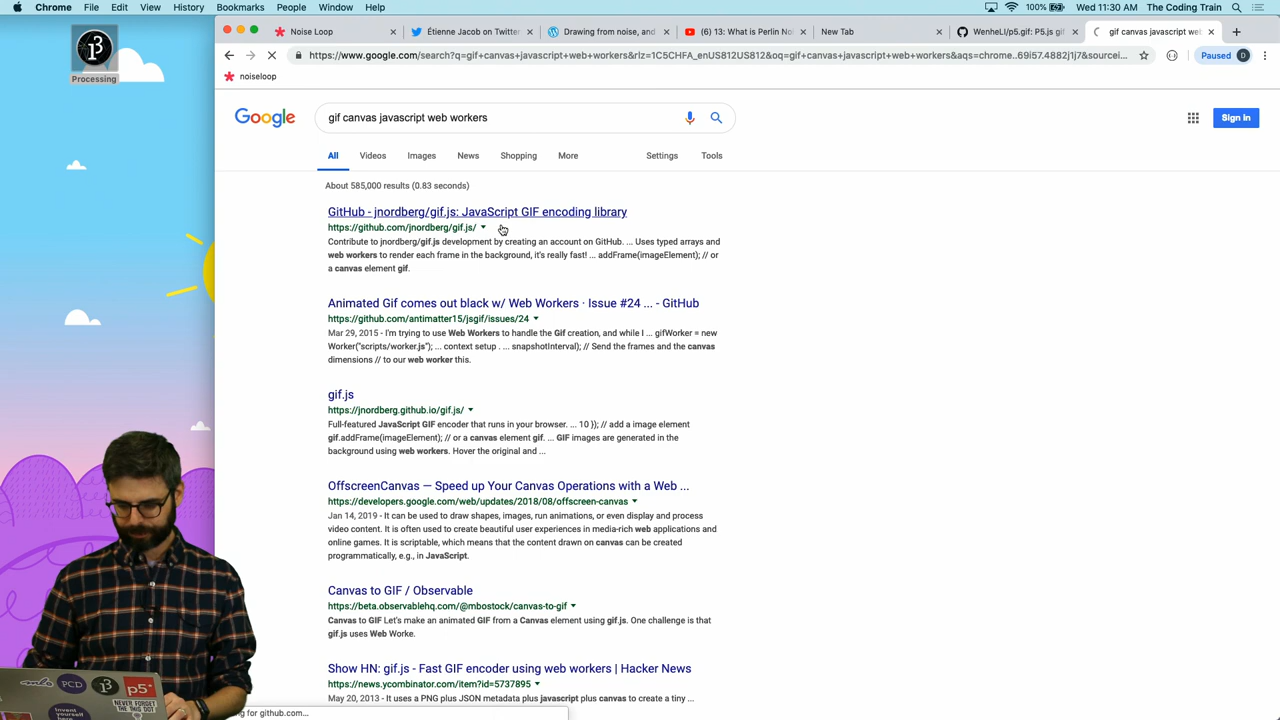 Chrome File Edit View History Bookmarks People Window Help 100% Wed 11:30 AM The Coding Train
Noise Loop Étienne Jacob on Twitter Drawing from noise, and (6) 13: What is Perlin Noi New Tab WenheLI/p5.gif: P5.js gif gif canvas javascript web
https://www.google.com/search?q=gif+canvas+javascript+web+workers&rlz=1C5CHFA_enUS812US812&oq=gif+canvas+javascript+web+workers&aqs=chrome..69i57.4882j1j7&sourcei... Paused D
noiseloop
Processing
Google gif canvas javascript web workers Sign in
All Videos Images News Shopping More Settings Tools
About 585,000 results (0.83 seconds)
GitHub - jnordberg/gif.js: JavaScript GIF encoding library
https://github.com/jnordberg/gif.js/
Contribute to jnordberg/gif.js development by creating an account on GitHub. ... Uses typed arrays and
web workers to render each frame in the background, it's really fast! ... addFrame(imageElement); // or
a canvas element gif.
Animated Gif comes out black w/ Web Workers · Issue #24 ... - GitHub
https://github.com/antimatter15/jsgif/issues/24
Mar 29, 2015 - I'm trying to use Web Workers to handle the Gif creation, and while I ... gifWorker = new
Worker("scripts/worker.js"); ... context setup . ... snapshotInterval); // Send the frames and the canvas
dimensions // to our web worker this.
gif.js
https://jnordberg.github.io/gif.js/
Full-featured JavaScript GIF encoder that runs in your browser. ... 10 }); // add a image element
gif.addFrame(imageElement); // or a canvas element gif. ... GIF images are generated in the
background using web workers. Hover the original and ...
OffscreenCanvas — Speed up Your Canvas Operations with a Web ...
https://developers.google.com/web/updates/2018/08/offscreen-canvas
Jan 14, 2019 - It can be used to draw shapes, images, run animations, or even display and process
video content. It is often used to create beautiful user experiences in media-rich web applications and
online games. It is scriptable, which means that the content drawn on canvas can be created
programmatically, e.g., in JavaScript.
Canvas to GIF / Observable
https://beta.observablehq.com/@mbostock/canvas-to-gif
Canvas to GIF Let's make an animated GIF from a Canvas element using gif.js. One challenge is that
gif.js uses Web Worke.
Show HN: gif.js - Fast GIF encoder using web workers | Hacker News
https://news.ycombinator.com/item?id=5737895
May 20, 2013 - It uses a PNG plus JSON metadata plus javascript plus canvas to create a tiny ...
g for github.com...
PCD p5*
NEVER FORGET
THE THIS DOT